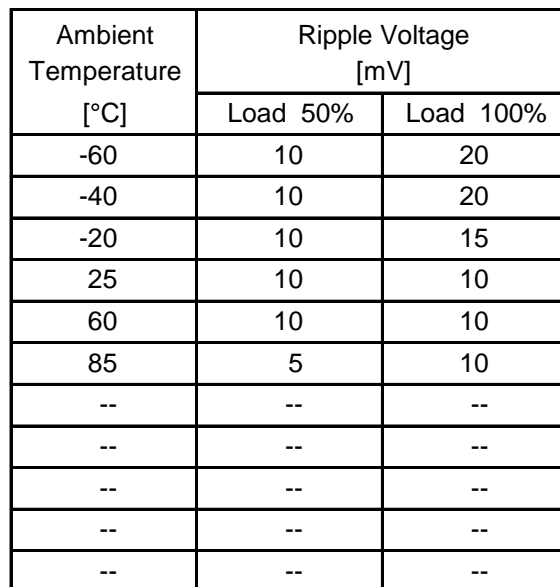 Ambient Temperature [°C] Ripple Voltage [mV]
Load 50% Load 100%
-60 10 20
-40 10 20
-20 10 15
25 10 10
60 10 10
85 5 10
-- -- --
-- -- --
-- -- --
-- -- --
-- -- --